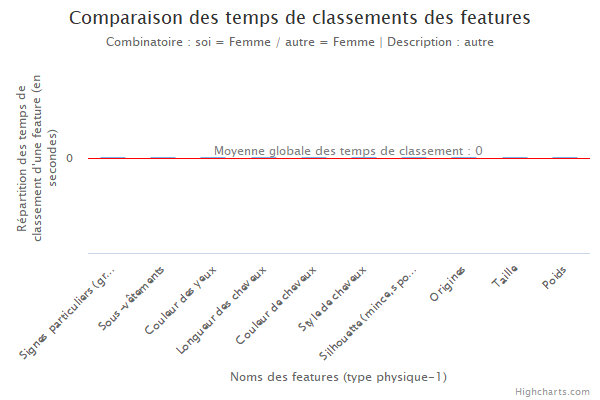 Comparaison des temps de classements des features
Combinatoire : soi = Femme / autre = Femme | Description : autre
Répartition des temps de
classement d'une feature (en
secondes)
0
Moyenne globale des temps de classement : 0
Signes particuliers (gr...
Sous-vêtements
Couleur des yeux
Longueur des cheveux
Couleur de cheveux
Style de cheveux
Silhouette (mince,s po...
Origines
Taille
Poids
Noms des features (type physique-1)
Highcharts.com